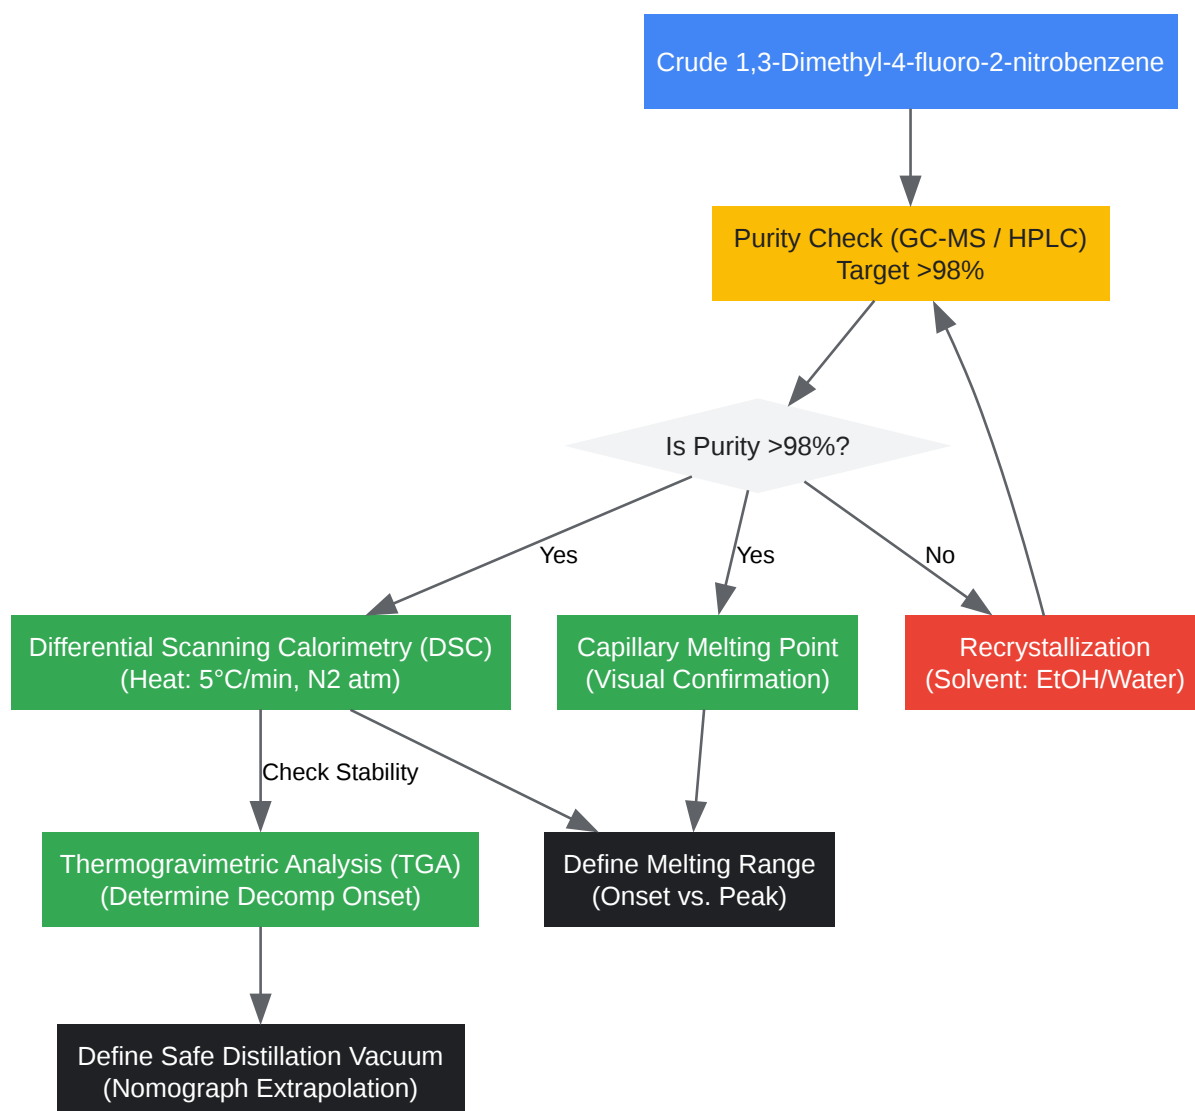 Crude 1,3-Dimethyl-4-fluoro-2-nitrobenzene
Purity Check (GC-MS / HPLC)
Target >98%
Is Purity >98%?
Yes
Yes
No
Differential Scanning Calorimetry (DSC)
(Heat: 5°C/min, N2 atm)
Capillary Melting Point
(Visual Confirmation)
Recrystallization
(Solvent: EtOH/Water)
Check Stability
Thermogravimetric Analysis (TGA)
(Determine Decomp Onset)
Define Melting Range
(Onset vs. Peak)
Define Safe Distillation Vacuum
(Nomograph Extrapolation)